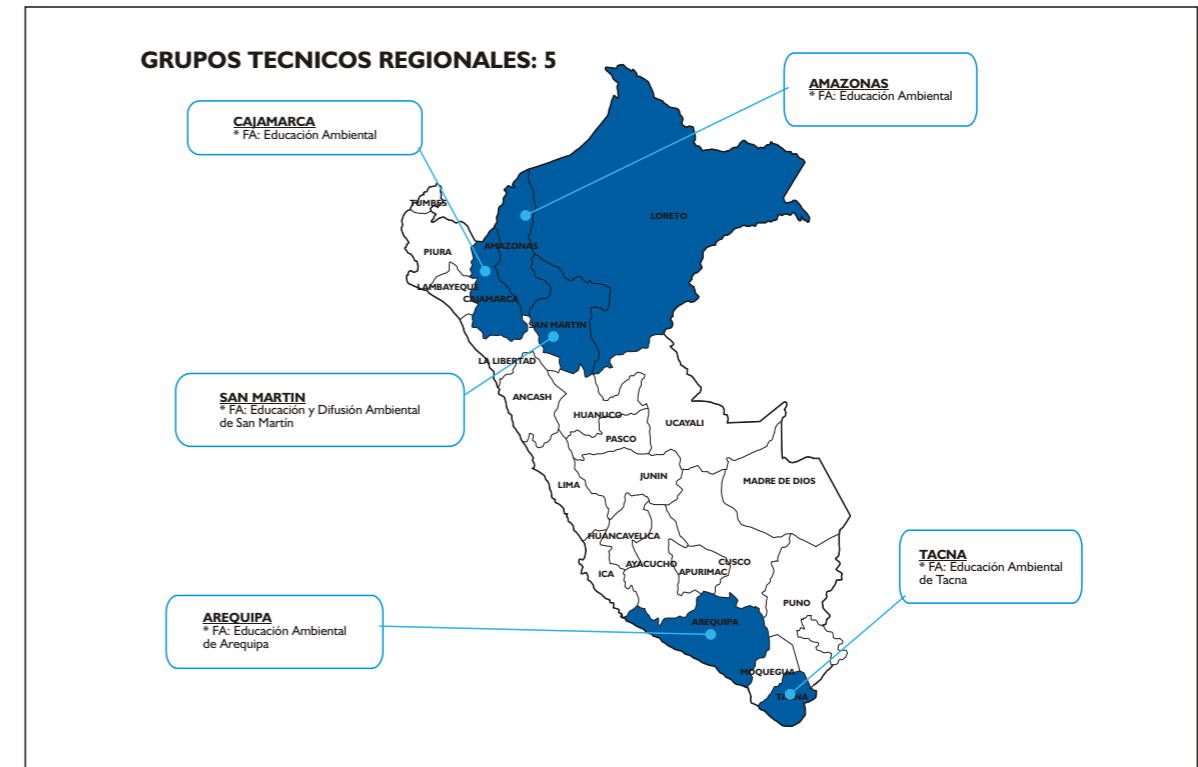 GRUPOS TECNICOS REGIONALES: 5
AMAZONAS
* FA: Educación Ambiental
CAJAMARCA
* FA: Educación Ambiental
TUMBES
LORETO
PIURA
AMAZONAS
LAMBAYEQUE
CAJAMARCA
SAN MARTIN
LA LIBERTAD
SAN MARTIN
* FA: Educación y Difusión Ambiental
de San Martín
ANCASH
HUANUCO
UCAYALI
PASCO
LIMA
JUNIN
MADRE DE DIOS
HUANCAVELICA
AYACUCHO
CUSCO
ICA
APURIMAC
TACNA
* FA: Educación Ambiental
de Tacna
PUNO
AREQUIPA
* FA: Educación Ambiental
de Arequipa
AREQUIPA
MOQUEGUA
TACNA